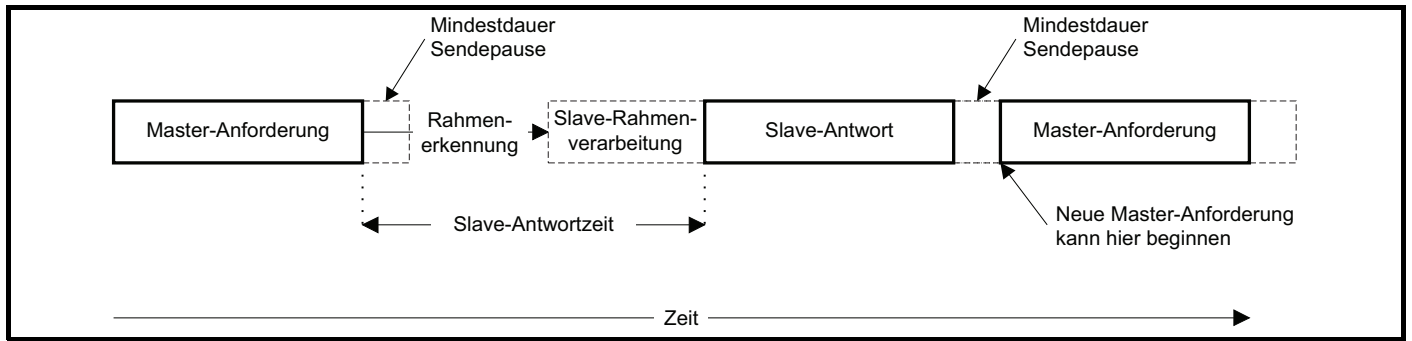 Mindestdauer
Sendepause
Mindestdauer
Sendepause
Master-Anforderung
Rahmen-
erkennung
Slave-Rahmen-
verarbeitung
Slave-Antwort
Master-Anforderung
Slave-Antwortzeit
Neue Master-Anforderung
kann hier beginnen
Zeit